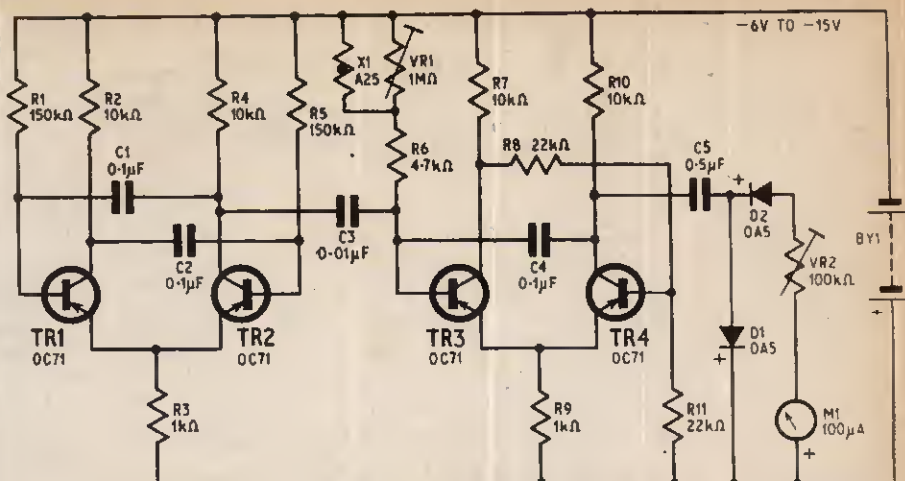 -6V TO -15V
R1
150kΩ
R2
10kΩ
R4
10kΩ
R5
150kΩ
X1
A25
VR1
1MΩ
R6
4·7kΩ
R7
10kΩ
R10
10kΩ
R8 22kΩ
C1
0·1μF
C2
0·1μF
C3
0·01μF
C4
0·1μF
C5
0·5μF
+
D2
OA5
VR2
100kΩ
BY1
+
TR1
OC71
TR2
OC71
TR3
OC71
TR4
OC71
D1
OA5
+
R3
1kΩ
R9
1kΩ
R11
22kΩ
M1
100μA
+